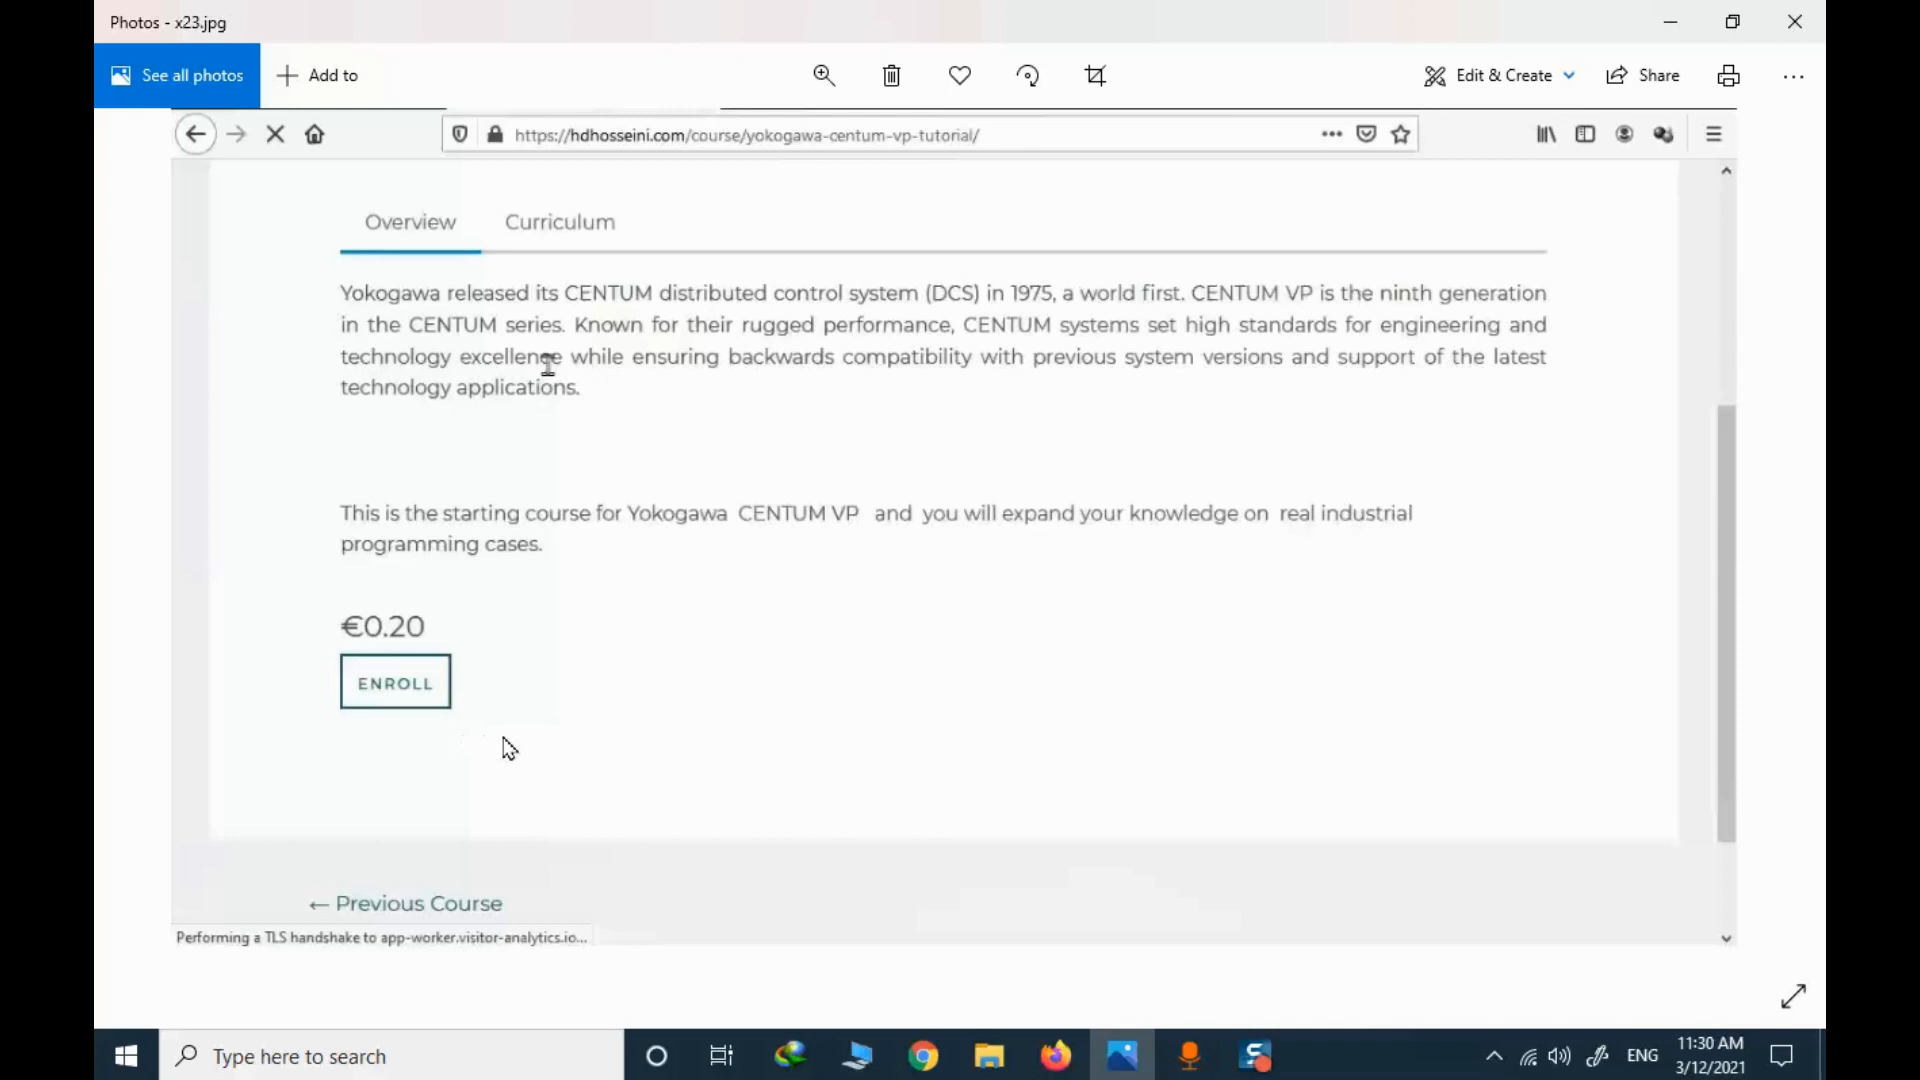 Photos - x23.jpg
See all photos
Add to
Edit & Create
Share
https://hdhosseini.com/course/yokogawa-centum-vp-tutorial/
Overview
Curriculum
Yokogawa released its CENTUM distributed control system (DCS) in 1975, a world first. CENTUM VP is the ninth generation
in the CENTUM series. Known for their rugged performance, CENTUM systems set high standards for engineering and
technology excellence while ensuring backwards compatibility with previous system versions and support of the latest
technology applications.
This is the starting course for Yokogawa CENTUM VP and you will expand your knowledge on real industrial
programming cases.
€0.20
ENROLL
← Previous Course
Performing a TLS handshake to app-worker.visitor-analytics.io...
Type here to search
ENG
11:30 AM
3/12/2021